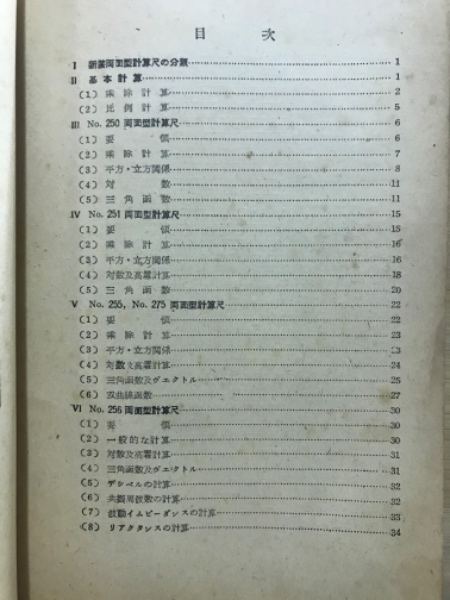 目 次
I 新案両面型計算尺の分類 1
II 基本計算 1
(1) 乘除計算 2
(2) 比例計算 5
III No. 250 両面型計算尺 6
(1) 要領 6
(2) 乘除計算 7
(3) 平方・立方関係 8
(4) 対数 11
(5) 三角函数 11
IV No. 251 両面型計算尺 15
(1) 要領 15
(2) 乘除計算 16
(3) 平方・立方関係 16
(4) 対数及高冪計算 18
(5) 三角函数 20
V No. 255, No. 275 両面型計算尺 22
(1) 要領 22
(2) 乘除計算 23
(3) 平方・立方関係 23
(4) 対数及高冪計算 24
(5) 三角函数及ヴエクトル 25
(6) 双曲線函数 27
VI No. 256 両面型計算尺 30
(1) 要領 30
(2) 一般的な計算 30
(3) 対数及高冪計算 31
(4) 三角函数及ヴエクトル 31
(5) デシベルの計算 32
(6) 共振周波数の計算 32
(7) 波動イムピーダンスの計算 33
(8) リアクタンスの計算 34